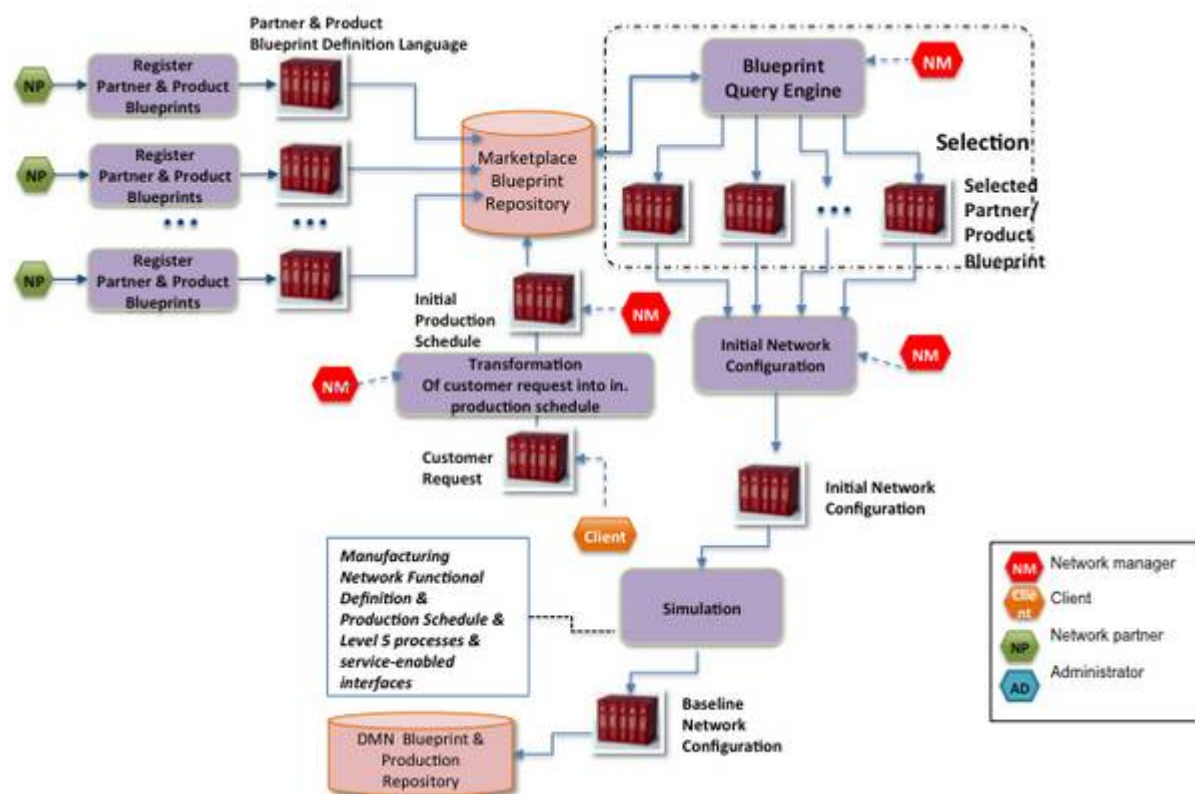 Partner & Product
Blueprint Definition Language
NP
Register
Partner & Product
Blueprints
NP
Register
Partner & Product
Blueprints
NP
Register
Partner & Product
Blueprints
Marketplace
Blueprint
Repository
Blueprint
Query Engine
NM
Selection
Selected
Partner/
Product
Blueprint
Initial
Production
Schedule
NM
NM
Transformation
Of customer request into in.
production schedule
Initial Network
Configuration
NM
Customer
Request
Client
Initial Network
Configuration
Manufacturing
Network Functional
Definition &
Production Schedule &
Level 5 processes &
service-enabled
interfaces
Simulation
Baseline
Network
Configuration
DMN Blueprint &
Production
Repository
NM Network manager
Clie
nt Client
NP Network partner
AD Administrator